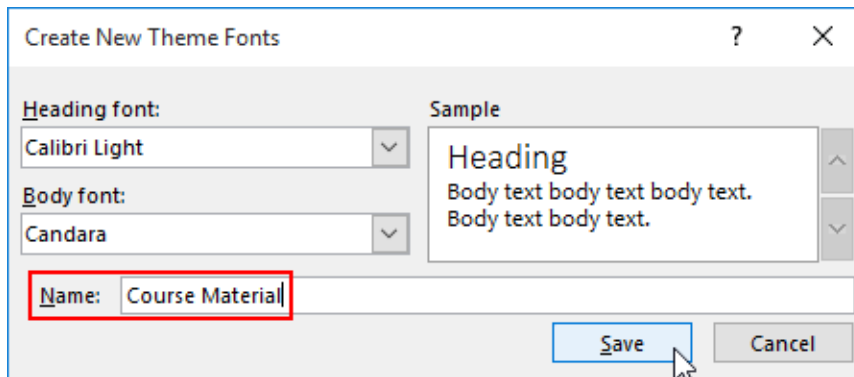 Create New Theme Fonts ?
Heading font:
Calibri Light
Body font:
Candara
Sample
Heading
Body text body text body text.
Body text body text.
Name: Course Material
Save Cancel